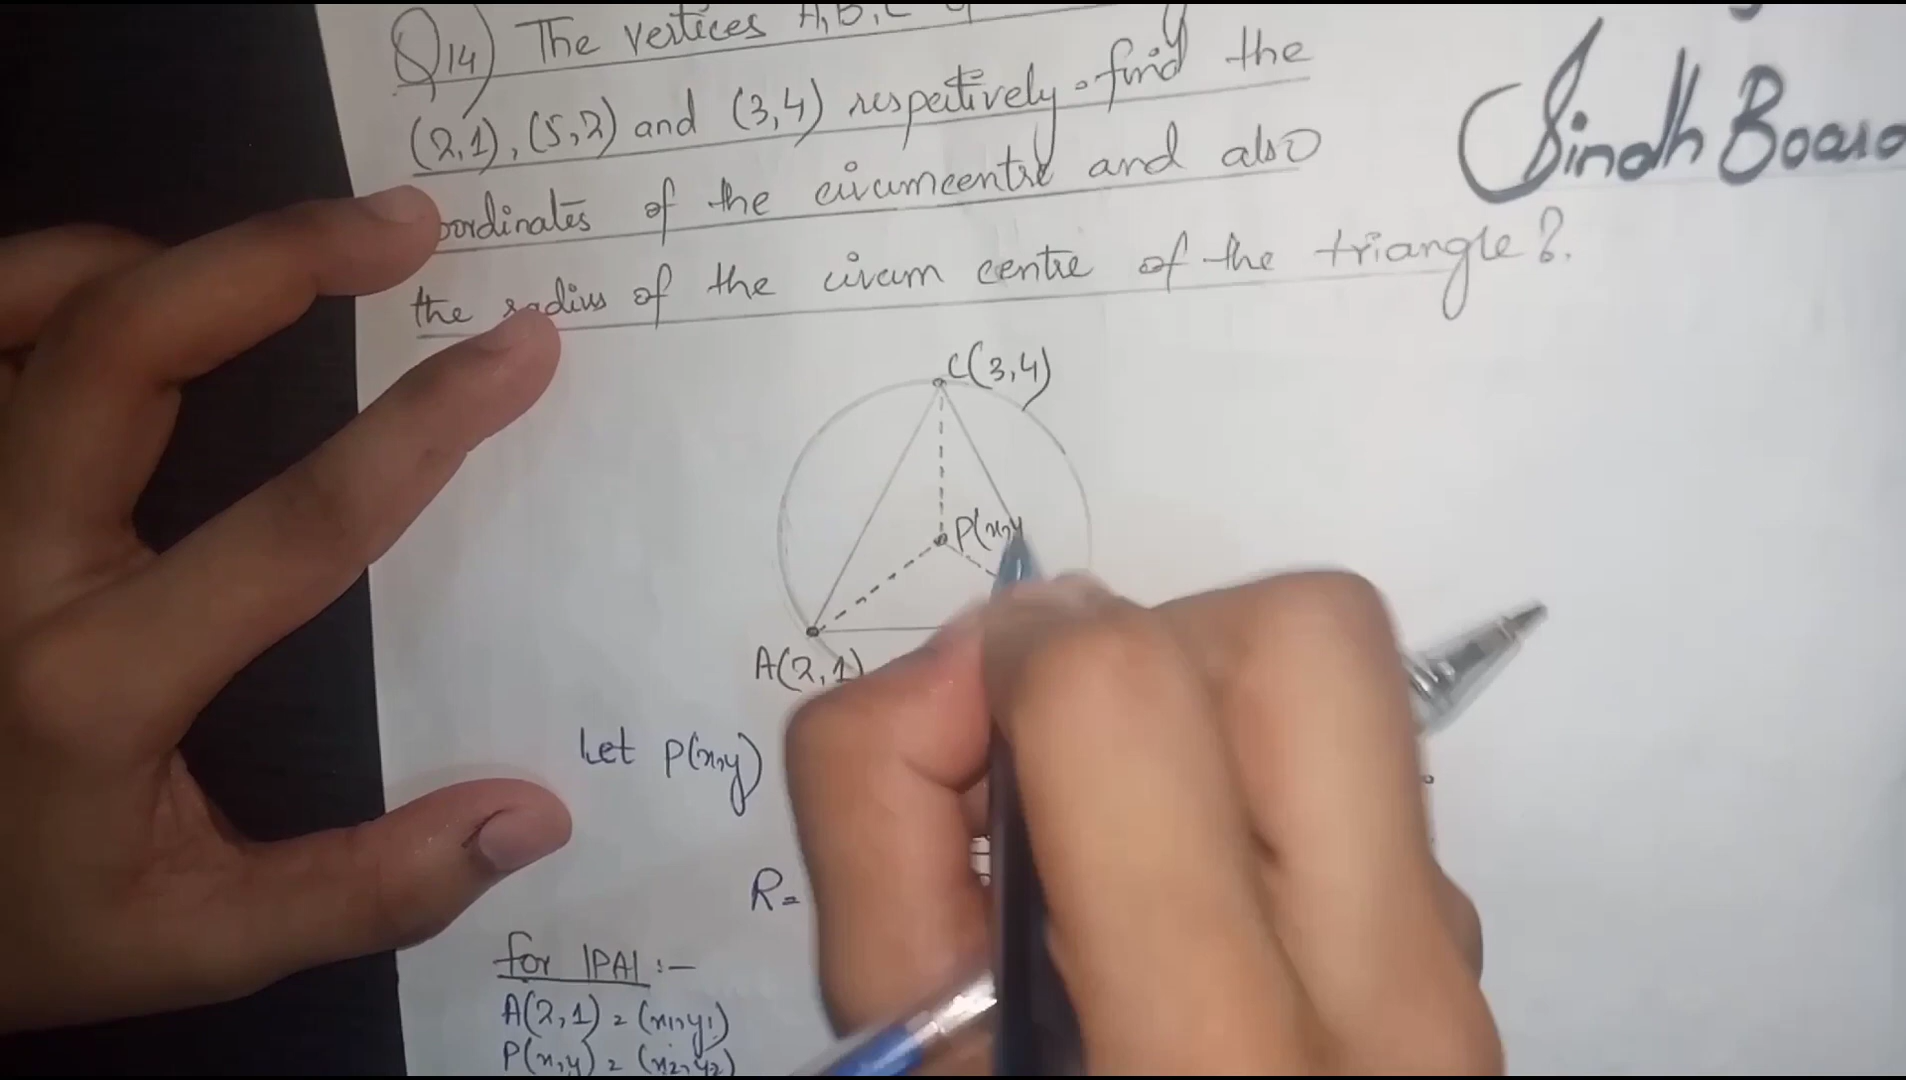 Q14) The vertices A, B, C
(2,1), (5,2) and (3,4) respectively. find the
oordinates of the circumcentre and also
the radius of the circum centre of the triangle?.
Sindh Board
C(3,4)
P(x,y
A(2,1)
Let P(x,y)
R=
for |PA| :-
A(2,1) = (x1,y1)
P(x,y) = (x2,y2)